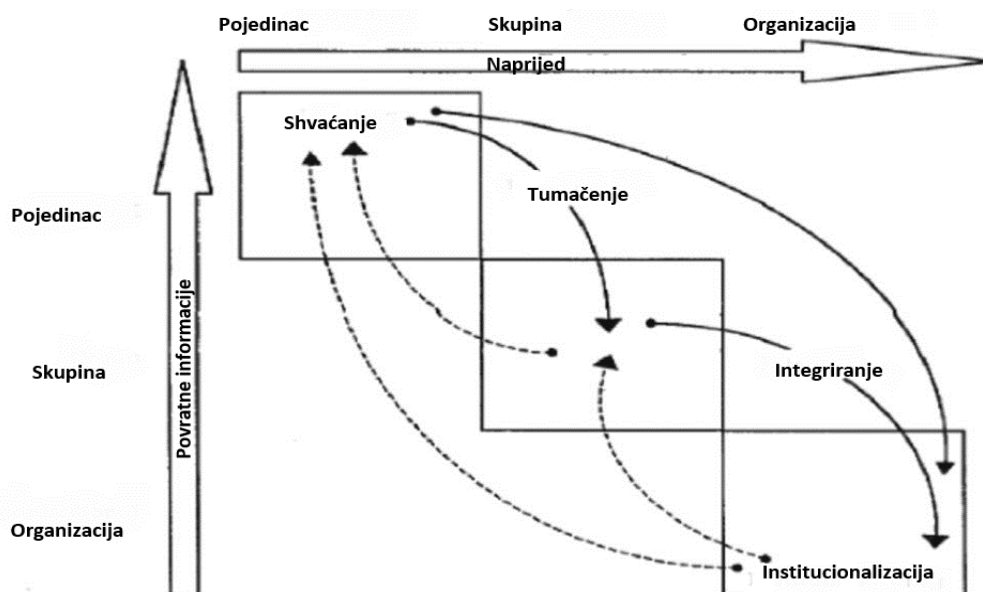 Pojedinac Skupina Organizacija
Naprijed
Shvaćanje
Tumačenje
Pojedinac
Povratne informacije
Skupina
Integriranje
Organizacija
Institucionalizacija